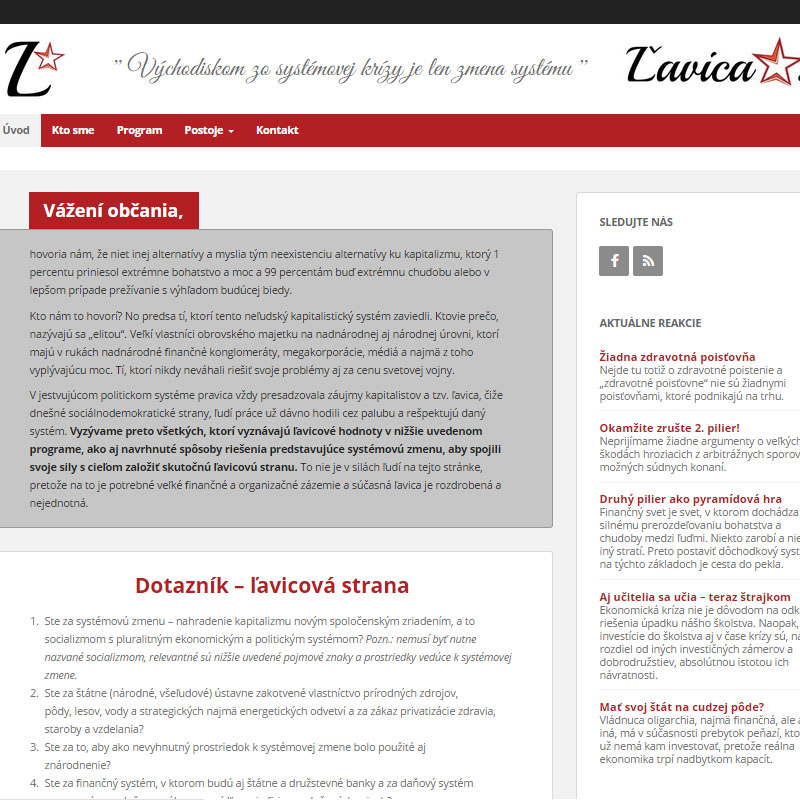 Ľ
” Východiskom zo systémovej krízy je len zmena systému ”
Ľavica
Úvod Kto sme Program Postoje Kontakt
Vážení občania,
hovoria nám, že niet inej alternatívy a myslia tým neexistenciu alternatívy ku kapitalizmu, ktorý 1
percentu priniesol extrémne bohatstvo a moc a 99 percentám buď extrémnu chudobu alebo v
lepšom prípade prežívanie s výhľadom budúcej biedy.
Kto nám to hovorí? No predsa tí, ktorí tento neľudský kapitalistický systém zaviedli. Ktovie prečo,
nazývajú sa „elitou“. Veľkí vlastníci obrovského majetku na nadnárodnej aj národnej úrovni, ktorí
majú v rukách nadnárodné finančné konglomeráty, megakorporácie, médiá a najmä z toho
vyplývajúcu moc. Tí, ktorí nikdy neváhali riešiť svoje problémy aj za cenu svetovej vojny.
V jestvujúcom politickom systéme pravica vždy presadzovala záujmy kapitalistov a tzv. ľavica, čiže
dnešné sociálnodemokratické strany, ľudí práce už dávno hodili cez palubu a rešpektujú daný
systém. Vyzývame preto všetkých, ktorí vyznávajú ľavicové hodnoty v nižšie uvedenom
programe, ako aj navrhnuté spôsoby riešenia predstavujúce systémovú zmenu, aby spojili
svoje sily s cieľom založiť skutočnú ľavicovú stranu. To nie je v silách ľudí na tejto stránke,
pretože na to je potrebné veľké finančné a organizačné zázemie a súčasná ľavica je rozdrobená a
nejednotná.
Dotazník – ľavicová strana
1. Ste za systémovú zmenu – nahradenie kapitalizmu novým spoločenským zriadením, a to
socializmom s pluralitným ekonomickým a politickým systémom? Pozn.: nemusí byť nutne
nazvané socializmom, relevantné sú nižšie uvedené pojmové znaky a prostriedky vedúce k systémovej
zmene.
2. Ste za štátne (národné, všeľudové) ústavne zakotvené vlastníctvo prírodných zdrojov,
pôdy, lesov, vody a strategických najmä energetických odvetví a za zákaz privatizácie zdravia,
staroby a vzdelania?
3. Ste za to, aby ako nevyhnutný prostriedok k systémovej zmene bolo použité aj
znárodnenie?
4. Ste za finančný systém, v ktorom budú aj štátne a družstevné banky a za daňový systém
SLEDUJTE NÁS
AKTUÁLNE REAKCIE
Žiadna zdravotná poisťovňa
Nejde tu totiž o zdravotné poistenie a
„zdravotné poisťovne“ nie sú žiadnymi
poisťovňami, ktoré podnikajú na trhu.
Okamžite zrušte 2. pilier!
Neprijímame žiadne argumenty o veľkých
škodách hroziacich z arbitrážnych sporov
možných súdnych konaní.
Druhý pilier ako pyramídová hra
Finančný svet je svet, v ktorom dochádza
silnému prerozdeľovaniu bohatstva a
chudoby medzi ľuďmi. Niekto zarobí a nie
iný stratí. Preto postaviť dôchodkový syst
na týchto základoch je cesta do pekla.
Aj učitelia sa učia – teraz štrajkom
Ekonomická kríza nie je dôvodom na odk
riešenia úpadku nášho školstva. Naopak,
investície do školstva aj v čase krízy sú, na
rozdiel od iných investičných zámerov a
dobrodružstiev, absolútnou istotou ich
návratnosti.
Mať svoj štát na cudzej pôde?
Vládnuca oligarchia, najmä finančná, ale a
iná, má v súčasnosti prebytok peňazí, kto
už nemá kam investovať, pretože reálna
ekonomika trpí nadbytkom kapacít.